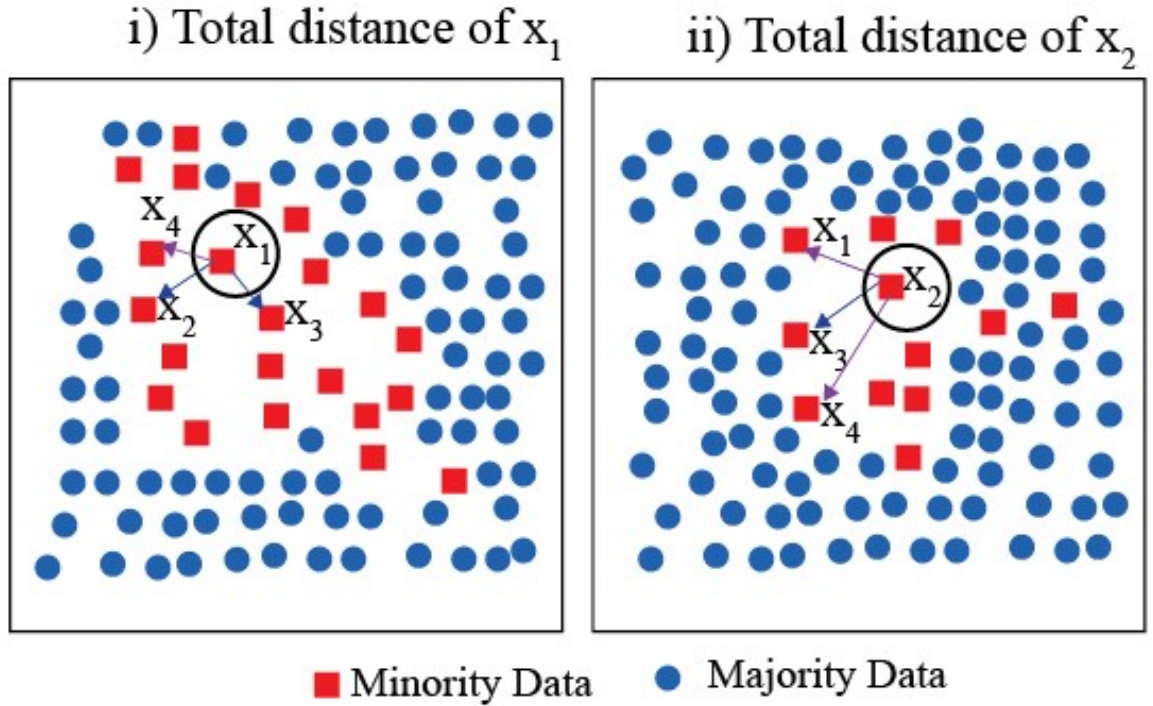 i) Total distance of x₁
ii) Total distance of x₂
x₄
x₁
x₂
x₃
x₁
x₂
x₃
x₄
Minority Data
Majority Data